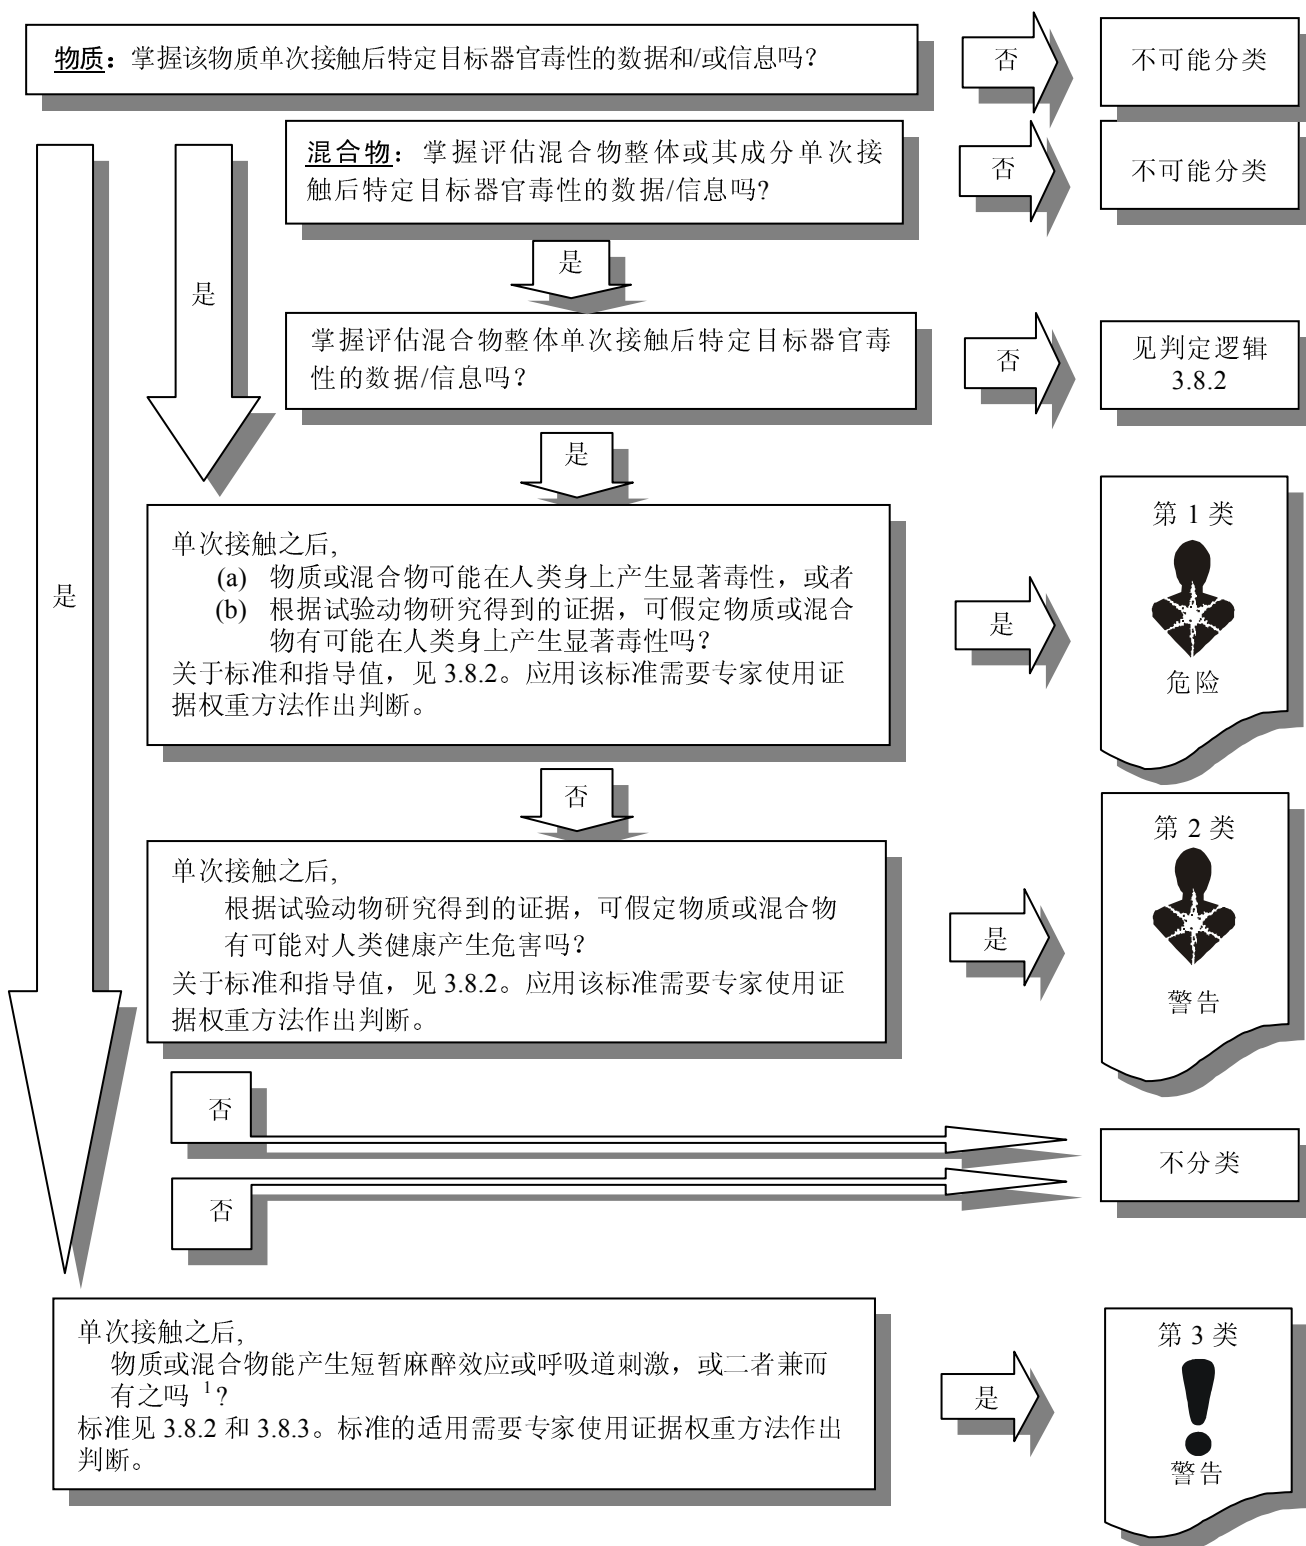 物质：掌握该物质单次接触后特定目标器官毒性的数据和/或信息吗？
否
不可能分类
混合物：掌握评估混合物整体或其成分单次接
触后特定目标器官毒性的数据/信息吗?
否
不可能分类
是
是
掌握评估混合物整体单次接触后特定目标器官毒
性的数据/信息吗？
否
见判定逻辑
3.8.2
是
是
单次接触之后,
(a) 物质或混合物可能在人类身上产生显著毒性，或者
(b) 根据试验动物研究得到的证据，可假定物质或混合
物有可能在人类身上产生显著毒性吗？
关于标准和指导值，见 3.8.2。应用该标准需要专家使用证
据权重方法作出判断。
是
第 1 类
危险
否
单次接触之后,
根据试验动物研究得到的证据，可假定物质或混合物
有可能对人类健康产生危害吗？
关于标准和指导值，见 3.8.2。应用该标准需要专家使用证
据权重方法作出判断。
是
第 2 类
警告
否
不分类
否
单次接触之后,
物质或混合物能产生短暂麻醉效应或呼吸道刺激，或二者兼而
有之吗 1？
标准见 3.8.2 和 3.8.3。标准的适用需要专家使用证据权重方法作出
判断。
是
第 3 类
警告